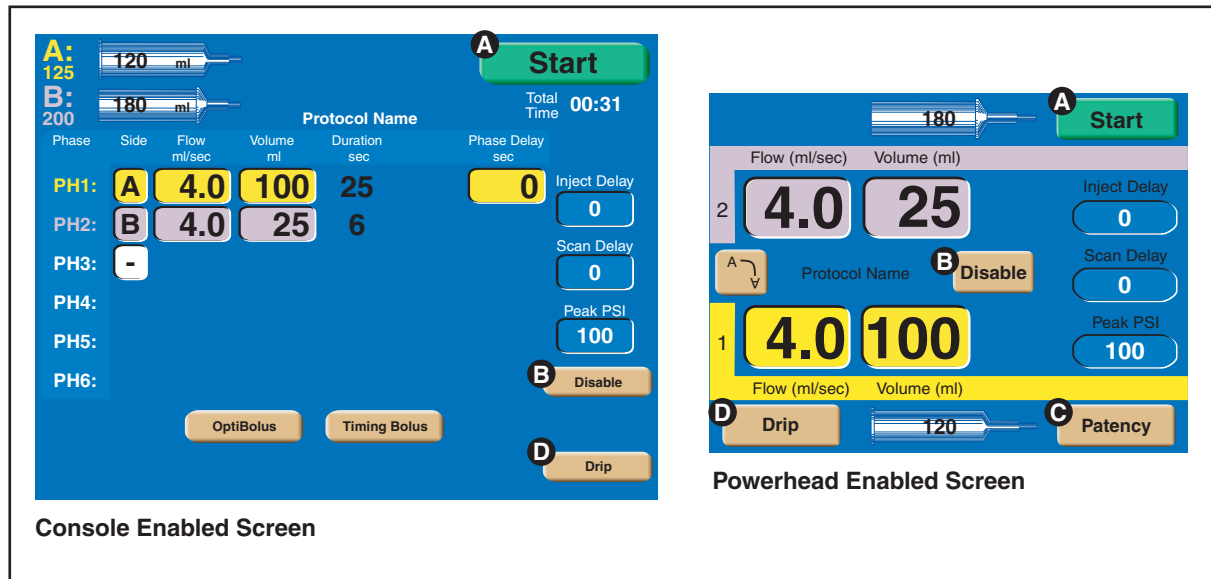 A:
125
120 ml
B:
200
180 ml
A
Start
Total Time 00:31
Protocol Name
Phase Side Flow ml/sec Volume ml Duration sec Phase Delay sec
PH1: A 4.0 100 25 0
PH2: B 4.0 25 6
PH3: -
PH4:
PH5:
PH6:
Inject Delay
0
Scan Delay
0
Peak PSI
100
B Disable
OptiBolus Timing Bolus
D Drip
Console Enabled Screen
180
A Start
Flow (ml/sec) Volume (ml)
2 4.0 25
Inject Delay
0
A A
Protocol Name
B Disable
Scan Delay
0
1 4.0 100
Peak PSI
100
Flow (ml/sec) Volume (ml)
D Drip
120
C Patency
Powerhead Enabled Screen